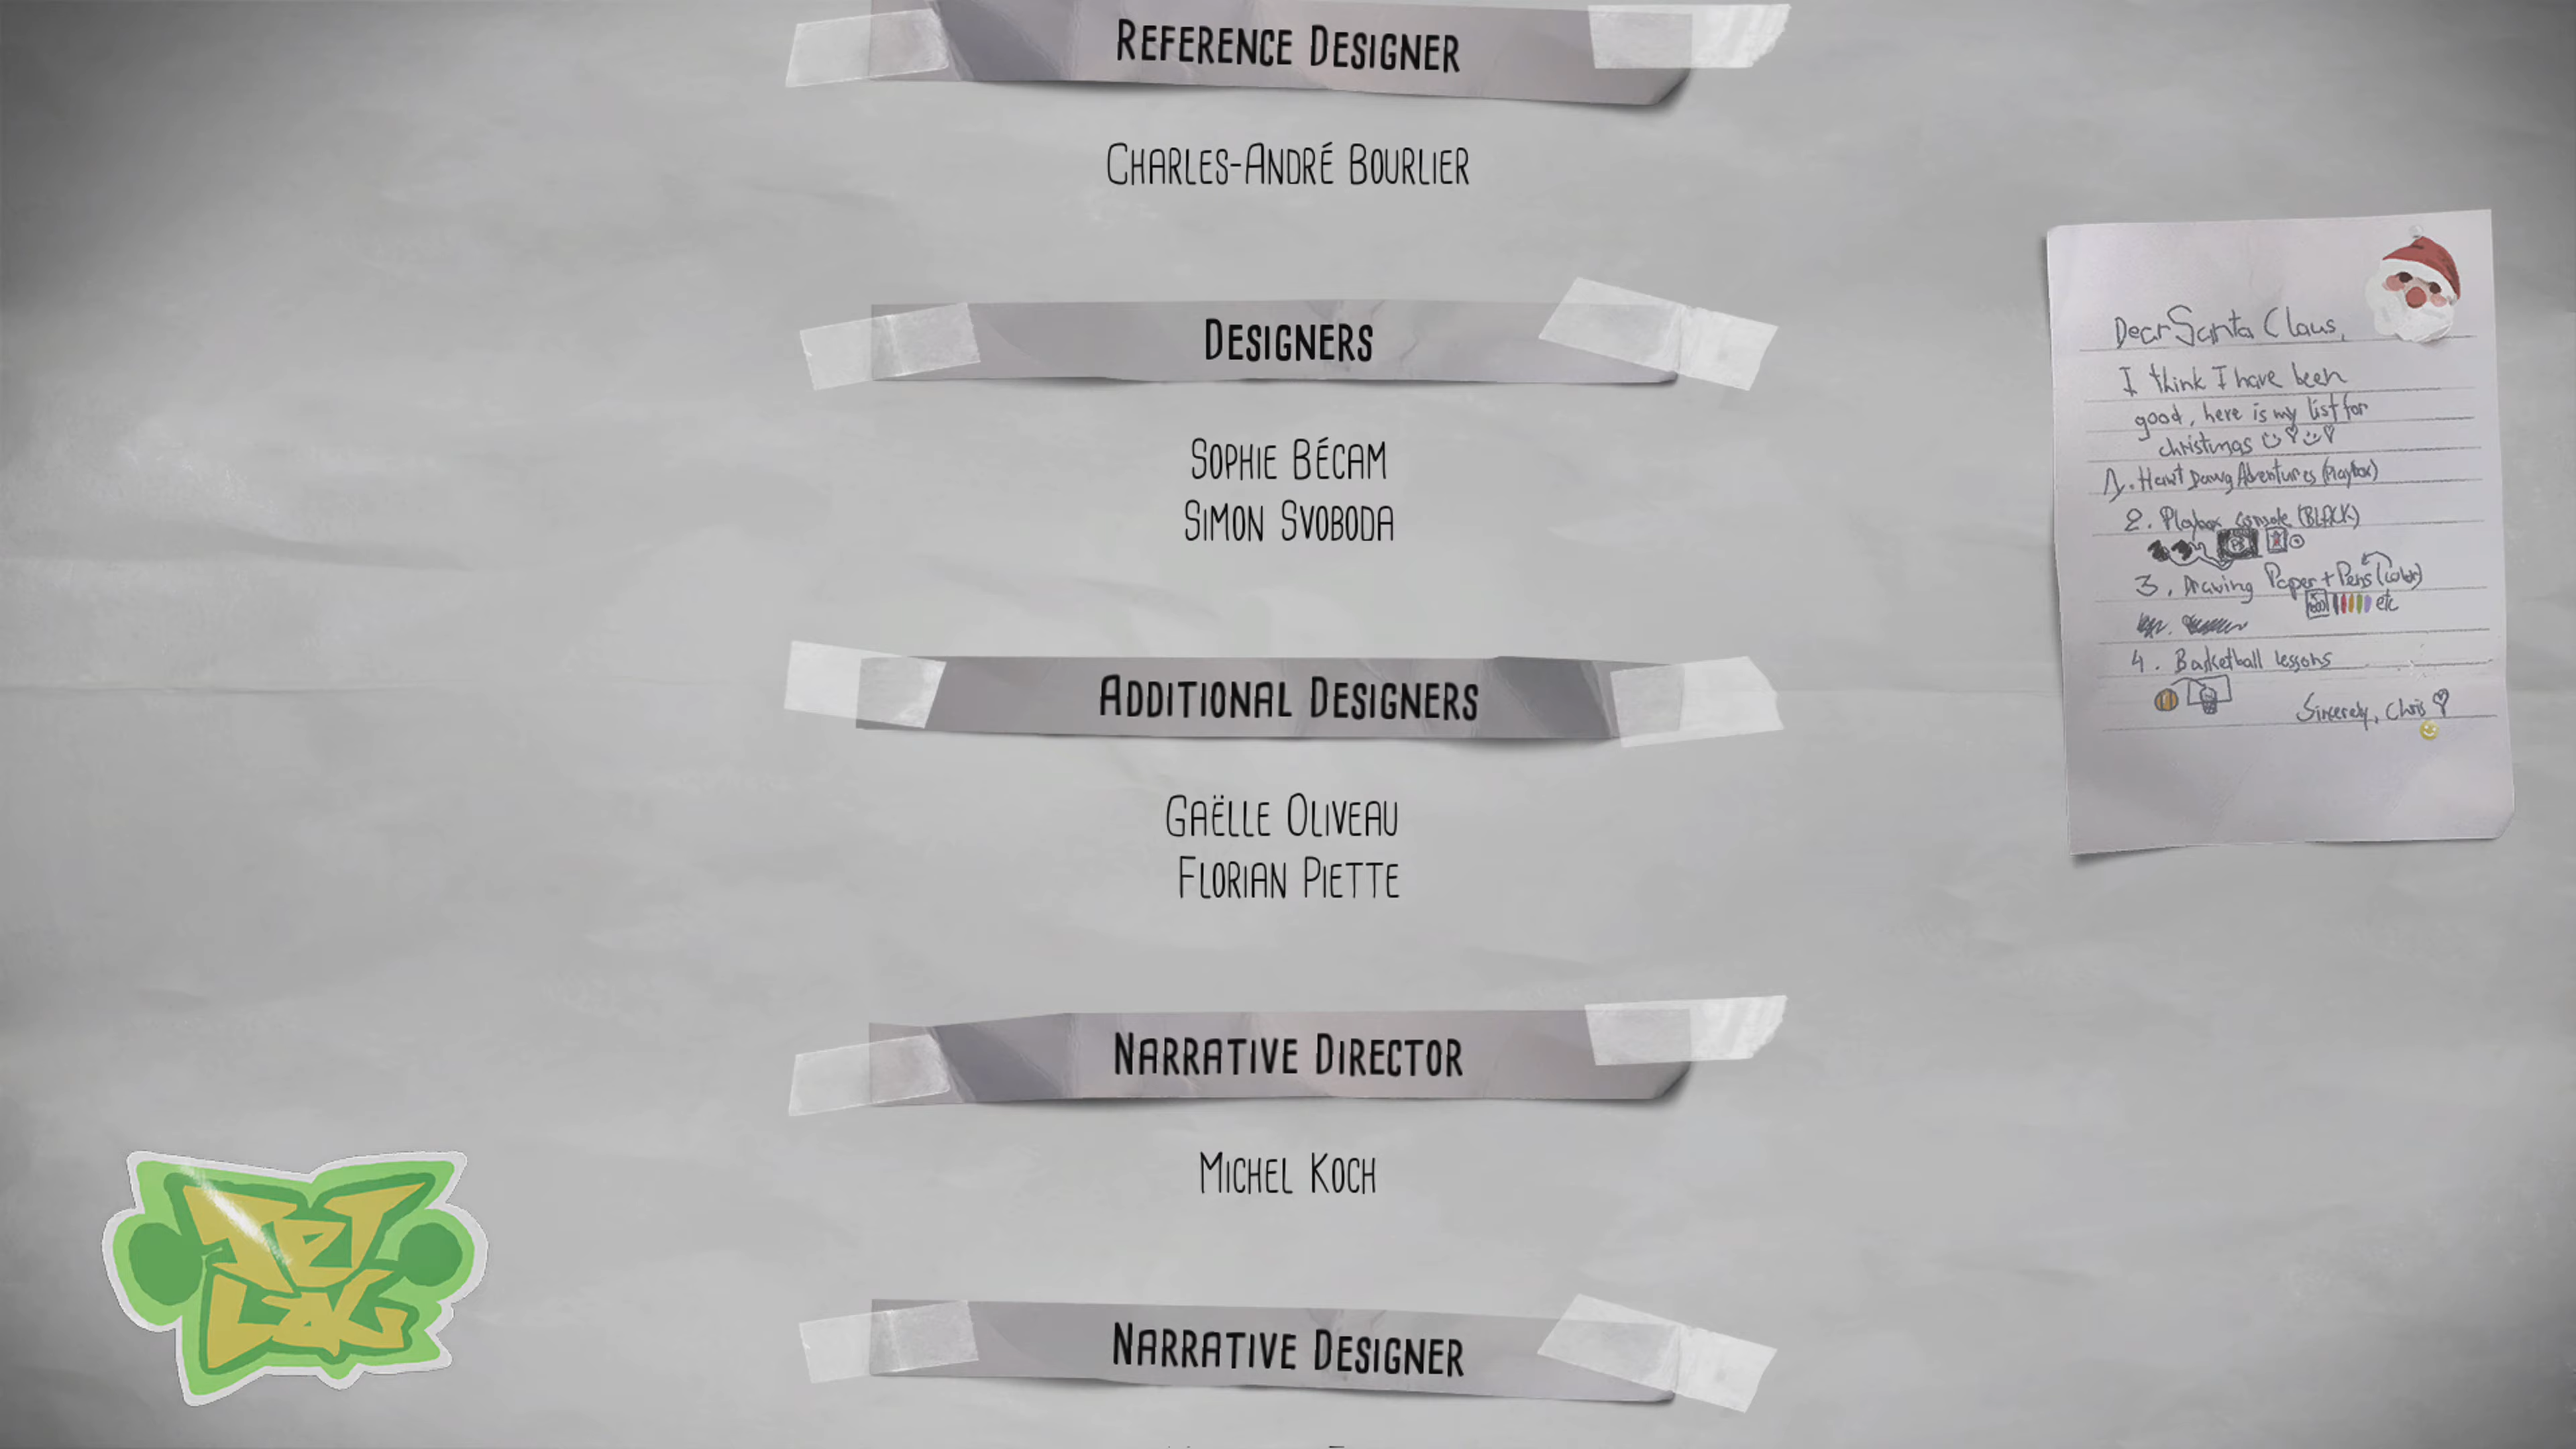 Reference Designer
Charles-André Bourlier
Designers
Sophie Bécam
Simon Svoboda
Additional Designers
Gaëlle Oliveau
Florian Piette
Narrative Director
Michel Koch
Narrative Designer
Dear Santa Claus,
I think I have been
good, here is my list for
christmas
1. Hawt Dawg Adventures (Playbox)
2. Playbox console (BLACK)
3. Drawing Paper + Pens (color)
etc
4. Basketball lessons
Sincerely, Chris
JET
LAG